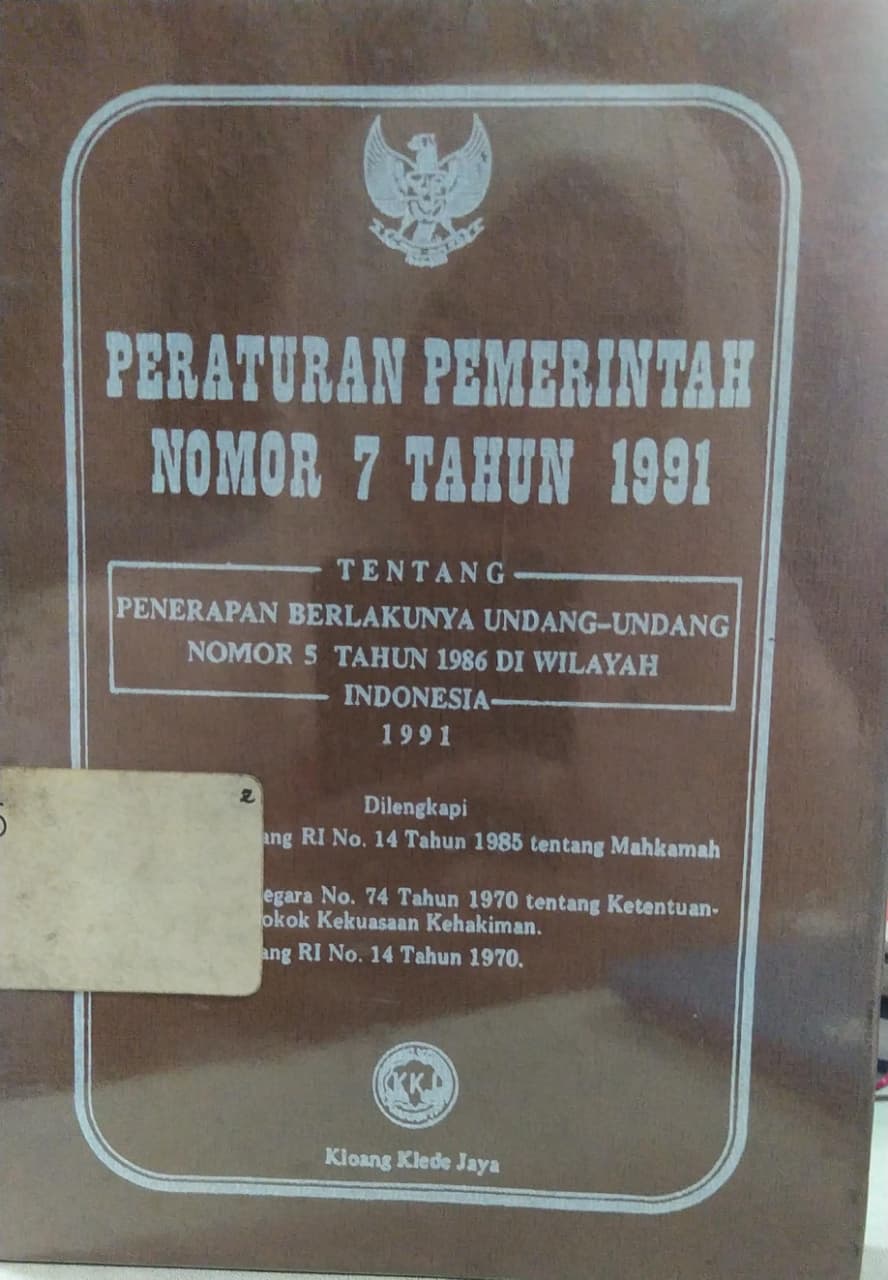 PERATURAN PEMERINTAH
NOMOR 7 TAHUN 1991
TENTANG
PENERAPAN BERLAKUNYA UNDANG-UNDANG
NOMOR 5 TAHUN 1986 DI WILAYAH
INDONESIA
1991
2
Dilengkapi
ang RI No. 14 Tahun 1985 tentang Mahkamah
egara No. 74 Tahun 1970 tentang Ketentuan-
okok Kekuasaan Kehakiman.
ang RI No. 14 Tahun 1970.
KKJ
Kloang Klede Jaya